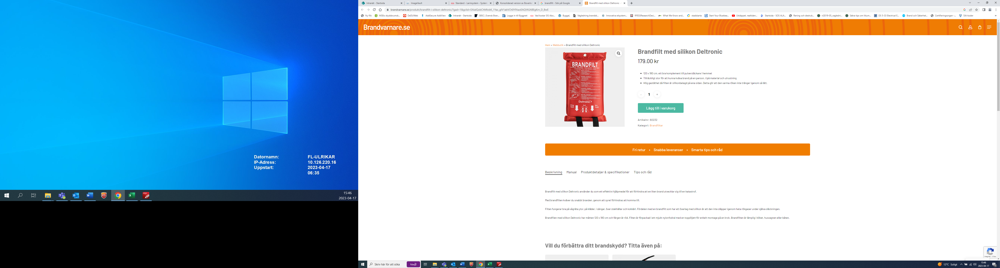 Datornamn: FL-ULRIKAR
IP-Adress: 10.126.220.16
Uppstart: 2023-04-17
06:35
15:46
2023-04-17
Intranät - Startsida
ImageVault
Standard - Larmsystem - System
Konsoliderad version av Boverke
brandfilt - Sök på Google
Brandfilt med silikon Deltronic -
Ny flik
MSB:s skyddsrumsk...
DeDUWeb
AddSecure AddView
Intranät - Startsida
SBSC | Svensk Bran...
Logga in till Byggnet
Vad kostar SIS Abo...
ByggaL
Vägledning brandsk...
Innovativa elsystem...
RFESSResearchDesi...
What We Know and...
stadskarta
Start Your Bluebea...
Utsläppet, realtiden...
Startsida - SOS ALA...
Rening och destruk...
vl2019-05_vagledni...
Säkra tips om litium...
DS 5-33 Electrical E...
Brand och Säkerhet...
Certifieringsorgan -...
SIA-koder
Brandvarnare.se
Hem » Webbutik » Brandfilt med silikon Deltronic
BRANDFILT
Deltronic
Pull
Brandfilt med silikon Deltronic
179.00 kr
120 x 180 cm, ett bra komplement till pulversläckare i hemmet
Tillräckligt stor för att kunna kväva brand på en person, i/på material och utrustning
Hög gastäthet då filten är silikonbelagd på ena sidan. Detta gör att den varma röken inte tränger igenom så lätt.
- 1 +
Lägg till i varukorg
Artikelnr: 60232
Kategori: Brandfiltar
Fri retur • Snabba leveranser • Smarta tips och råd
Beskrivning Manual Produktdetaljer & specifikationer Tips och råd
Brandfilt med silikon Deltronic använder du som ett effektivt hjälpmedel för att förhindra att en liten brand utvecklar sig till en katastrof.
Med brandfilten kväver du snabbt branden, genom att syret förhindras att komma till.
Filten fungerar bra på vågräta ytor, på kläder, i sängar, över stekhällar och kokkärl. Fördelen med en brandfilt som har ett överlag med silikon är att den inte släpper igenom heta rökgaser under själva släckningen.
Brandfilen med silikon Deltronic har måtten 120 x 180 cm och färgen är röd. Filten är förpackad i ett mjukt nylonfodral med en toppöljett för enkelt montage på en krok. Brandfilten är lämplig i köket, husvagnen eller båten.
Vill du förbättra ditt brandskydd? Titta även på:
Integritet - Villkor
Skriv här för att söka
Fabege
13°C Soligt
15:46
2023-04-17